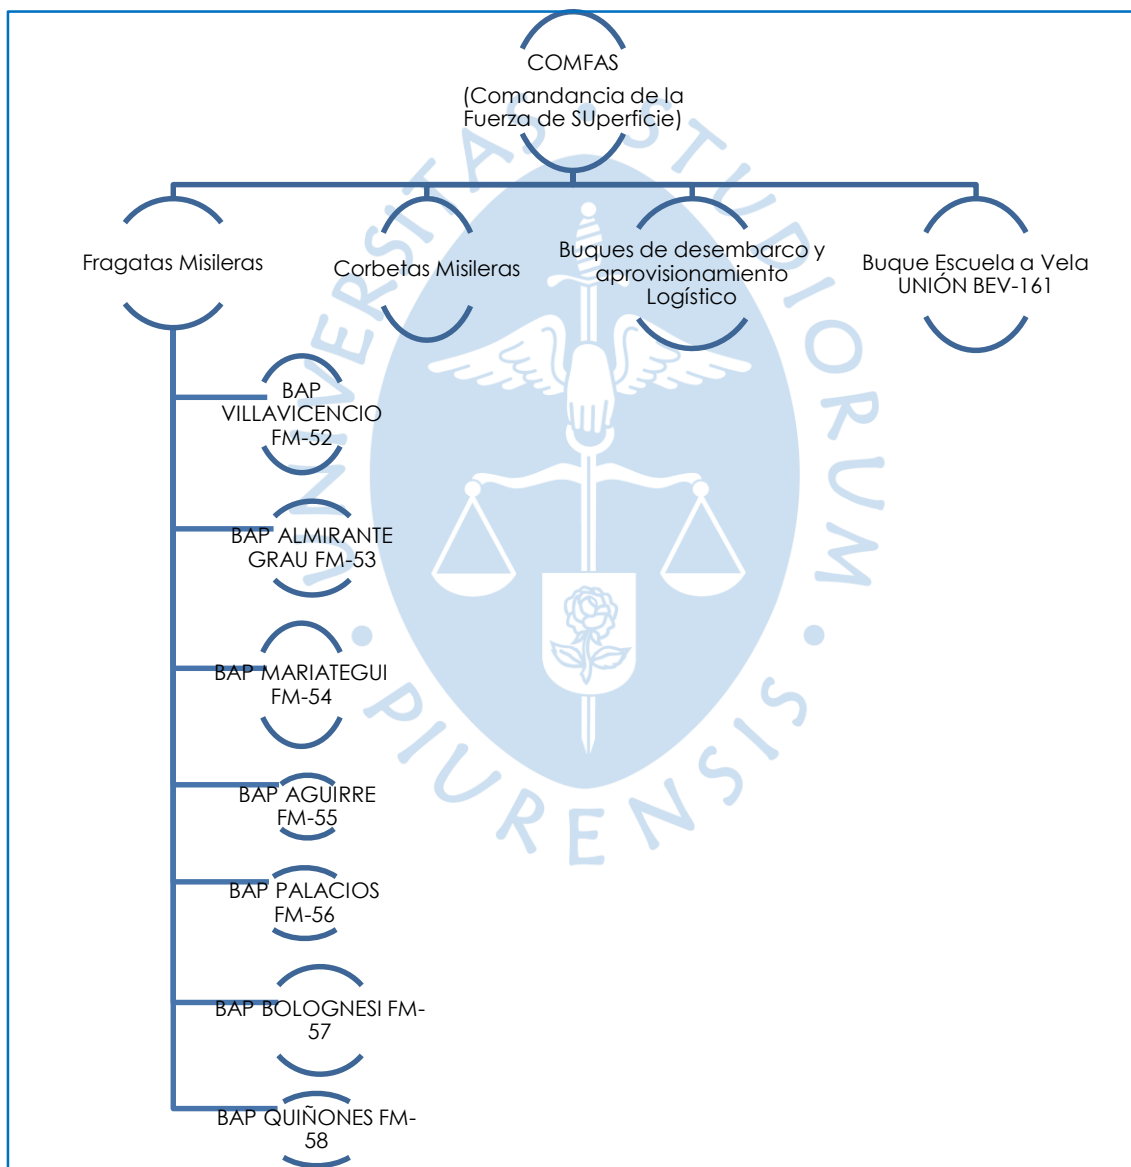 COMFAS
(Comandancia de la
Fuerza de SUperficie)
Fragatas Misileras
Corbetas Misileras
Buques de desembarco y
aprovisionamiento
Logístico
Buque Escuela a Vela
UNIÓN BEV-161
BAP
VILLAVICENCIO
FM-52
BAP ALMIRANTE
GRAU FM-53
BAP MARIATEGUI
FM-54
BAP AGUIRRE
FM-55
BAP PALACIOS
FM-56
BAP BOLOGNESI FM-
57
BAP QUIÑONES FM-
58
UNIVERSITAS • STUDIORUM • PIURENSIS •